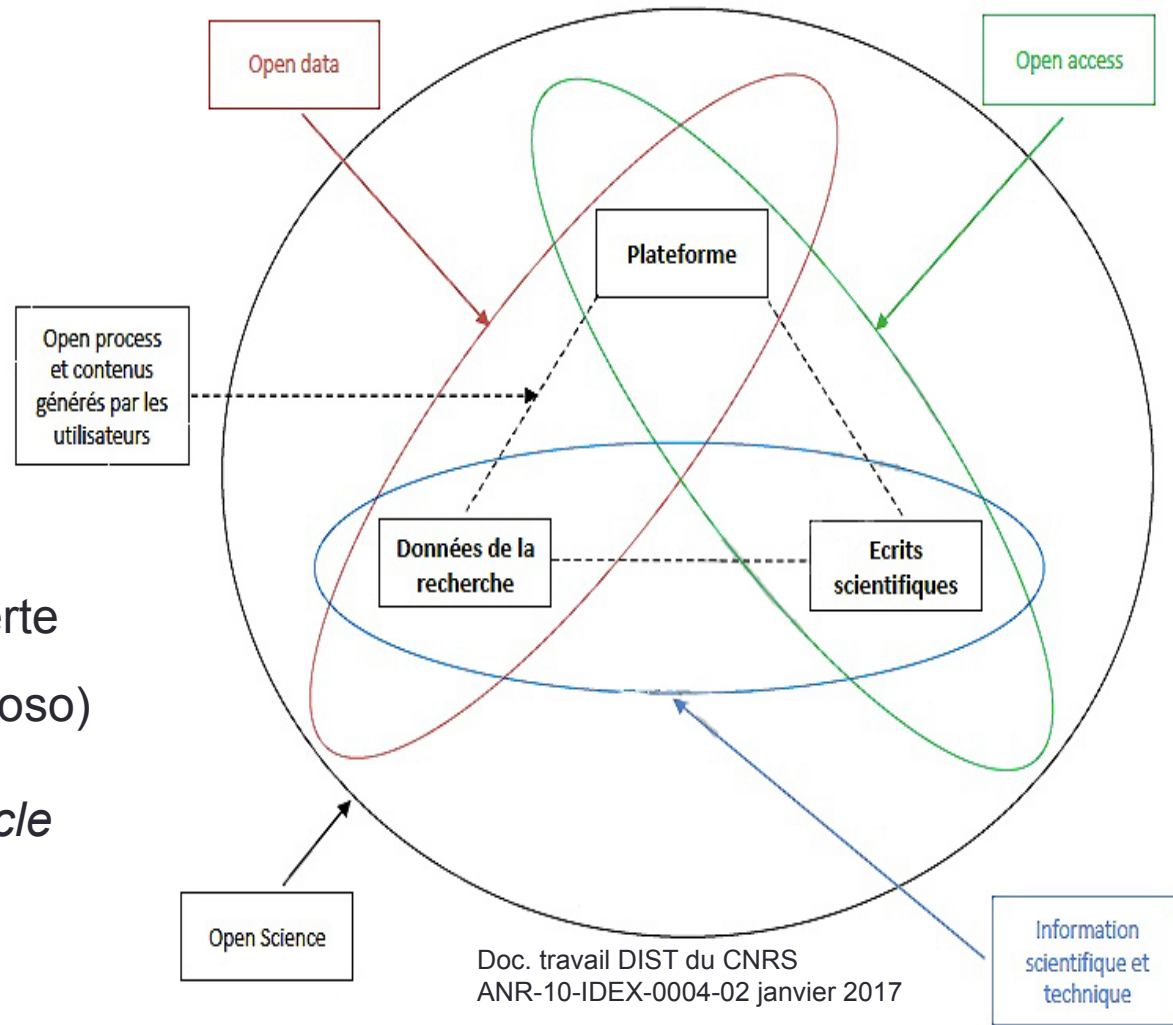 Open data
Open access
Plateforme
Open process
et contenus
générés par les
utilisateurs
Données de la
recherche
Ecrits
scientifiques
erte
oso)
cle
Open Science
Doc. travail DIST du CNRS
ANR-10-IDEX-0004-02 janvier 2017
Information
scientifique et
technique